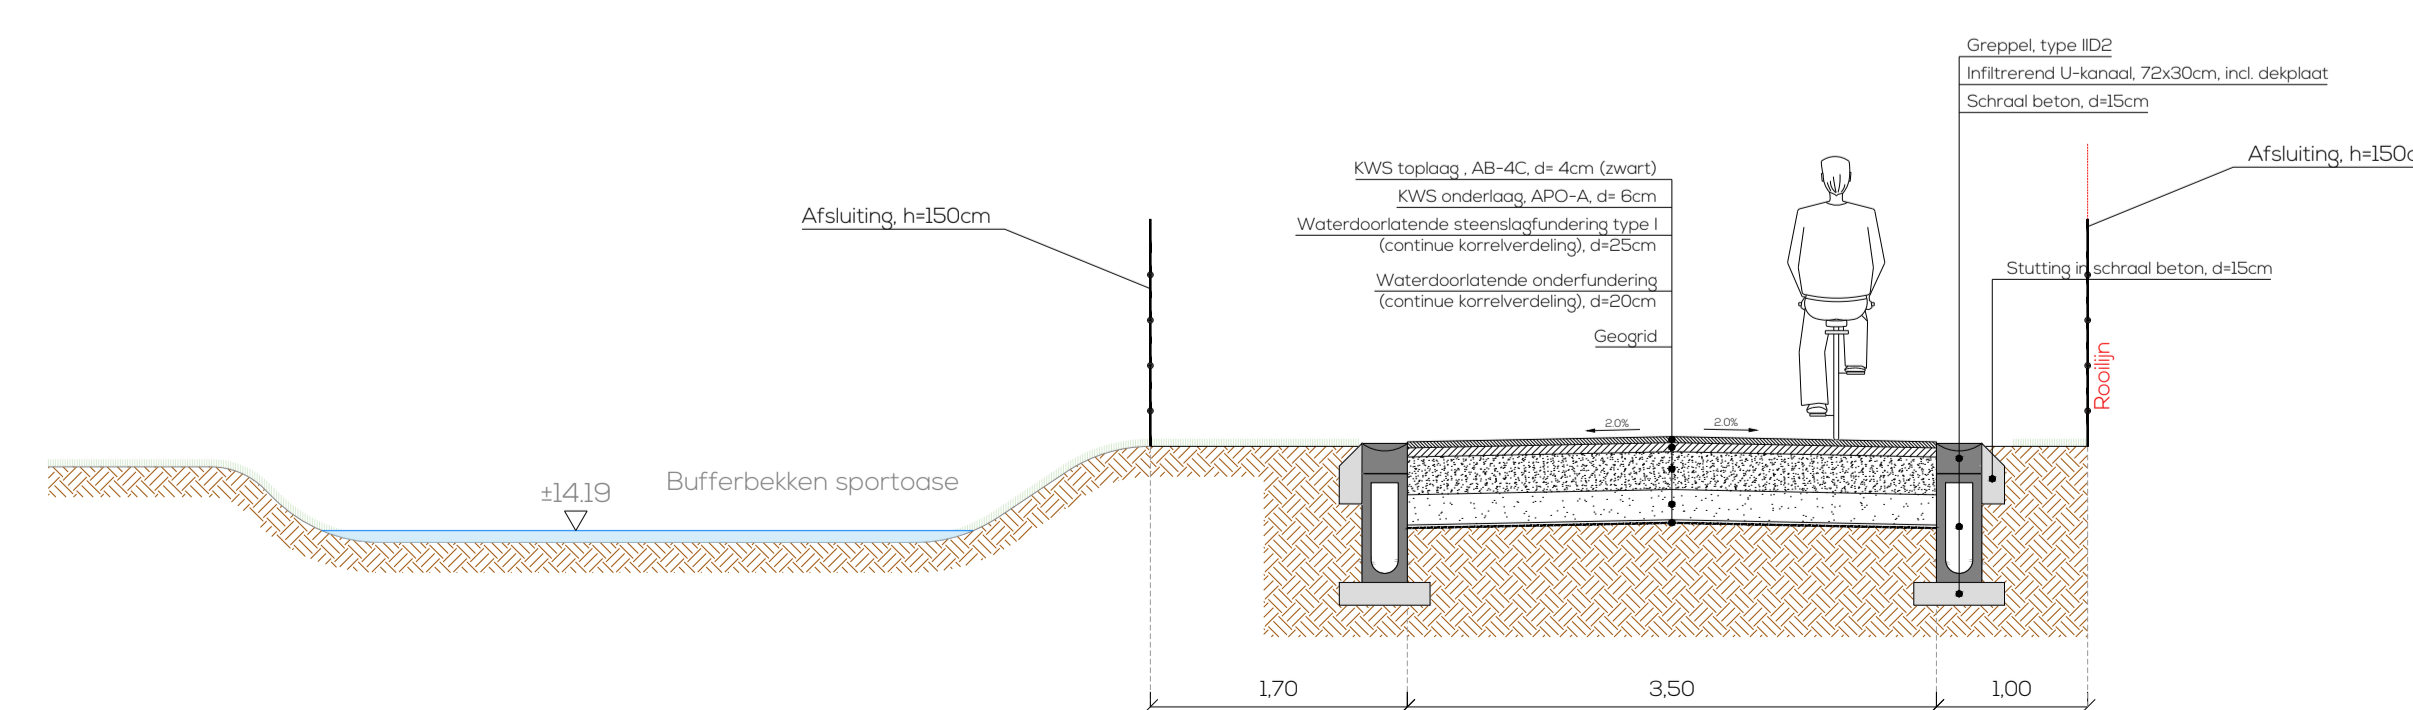 Greppel, type IID2
Infiltrerend U-kanaal, 72x30cm, incl. dekplaat
Schraal beton, d=15cm
Afsluiting, h=150c
KWS toplaag , AB-4C, d= 4cm (zwart)
KWS onderlaag, APO-A, d= 6cm
Afsluiting, h=150cm
Waterdoorlatende steenslagfundering type I
(continue korrelverdeling), d=25cm
Stutting in schraal beton, d=15cm
Waterdoorlatende onderfundering
(continue korrelverdeling), d=20cm
Geogrid
Rooilijn
2.0%
2.0%
Bufferbekken sportoase
±14.19
1,70
3,50
1,00